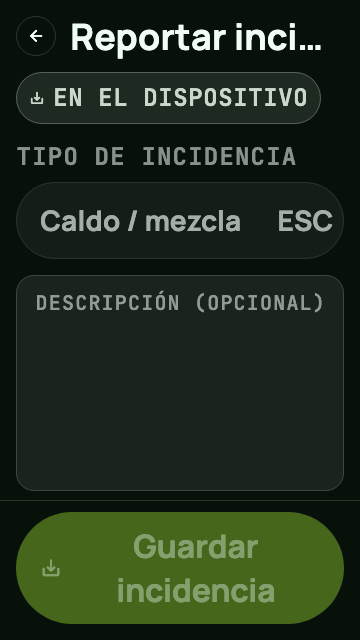 Reportar inci...
EN EL DISPOSITIVO
TIPO DE INCIDENCIA
Caldo / mezcla ESC
DESCRIPCIÓN (OPCIONAL)
Guardar
incidencia